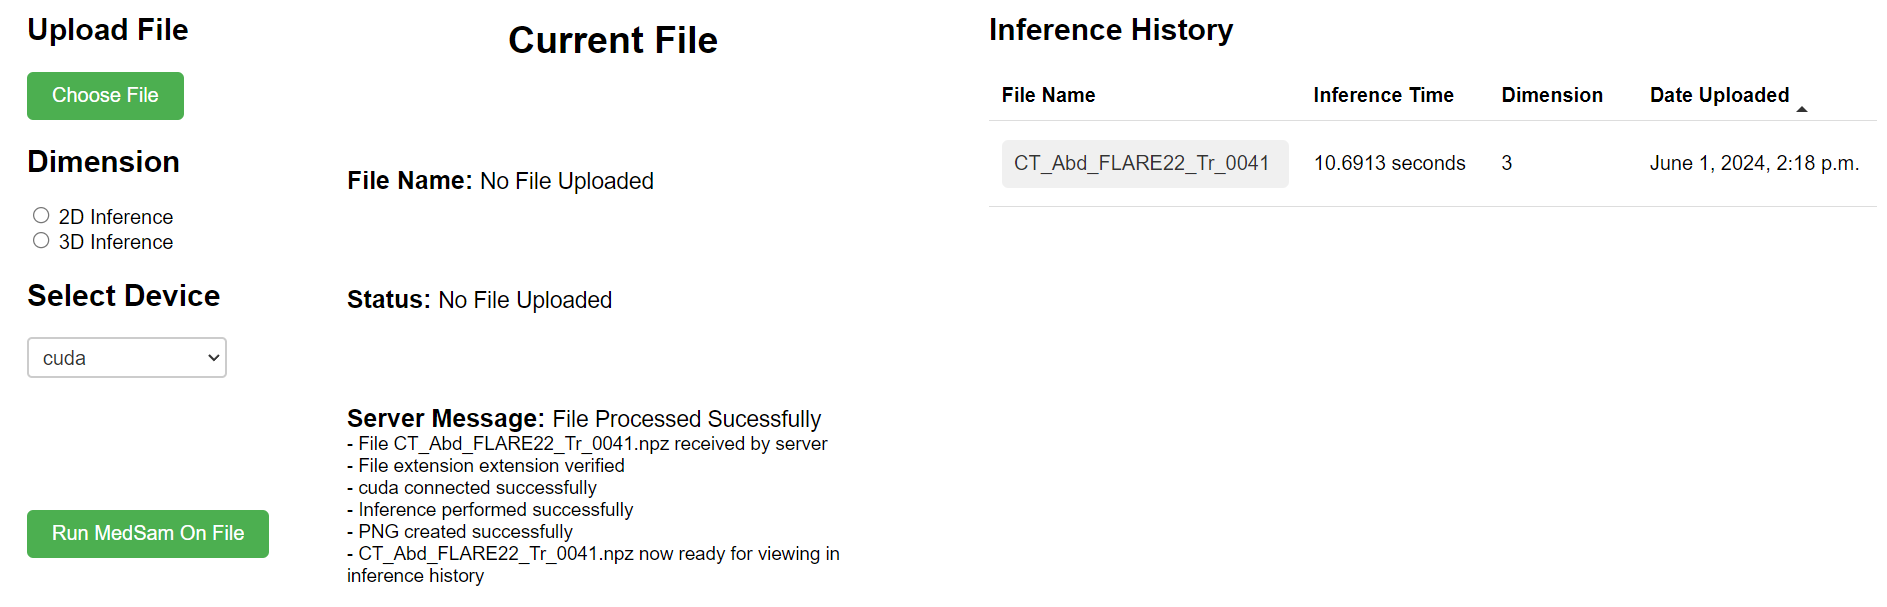 Upload File
Choose File
Dimension
2D Inference
3D Inference
Select Device
cuda
Run MedSam On File
Current File
File Name: No File Uploaded
Status: No File Uploaded
Server Message: File Processed Sucessfully
- File CT_Abd_FLARE22_Tr_0041.npz received by server
- File extension extension verified
- cuda connected successfully
- Inference performed successfully
- PNG created successfully
- CT_Abd_FLARE22_Tr_0041.npz now ready for viewing in
inference history
Inference History
File Name Inference Time Dimension Date Uploaded
CT_Abd_FLARE22_Tr_0041 10.6913 seconds 3 June 1, 2024, 2:18 p.m.